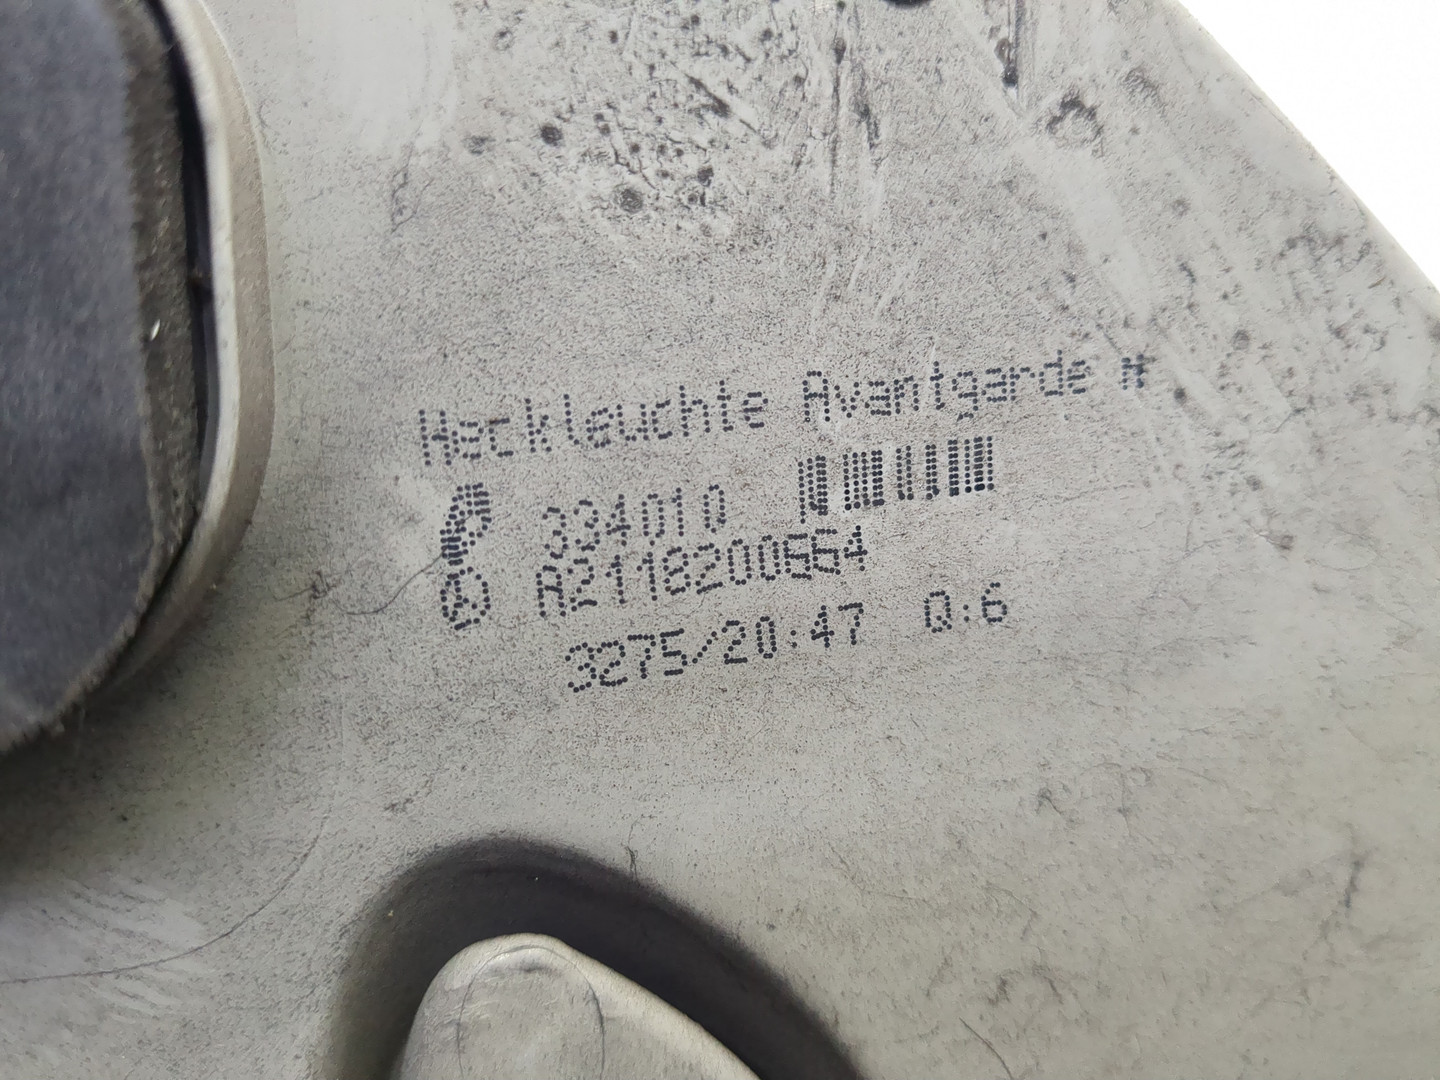 Heckleuchte Avantgarde H
334010
A2118200564
3275/20:47 Q:6